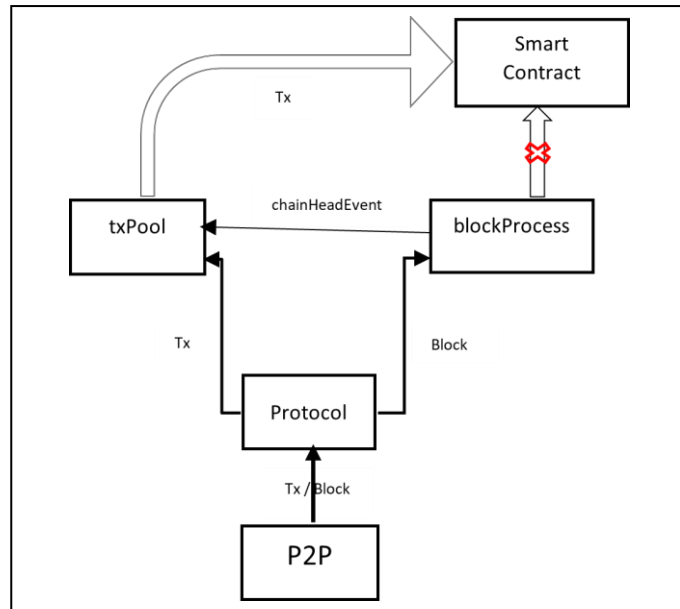 Smart
Contract
Tx
chainHeadEvent
txPool
blockProcess
Tx
Block
Protocol
Tx / Block
P2P